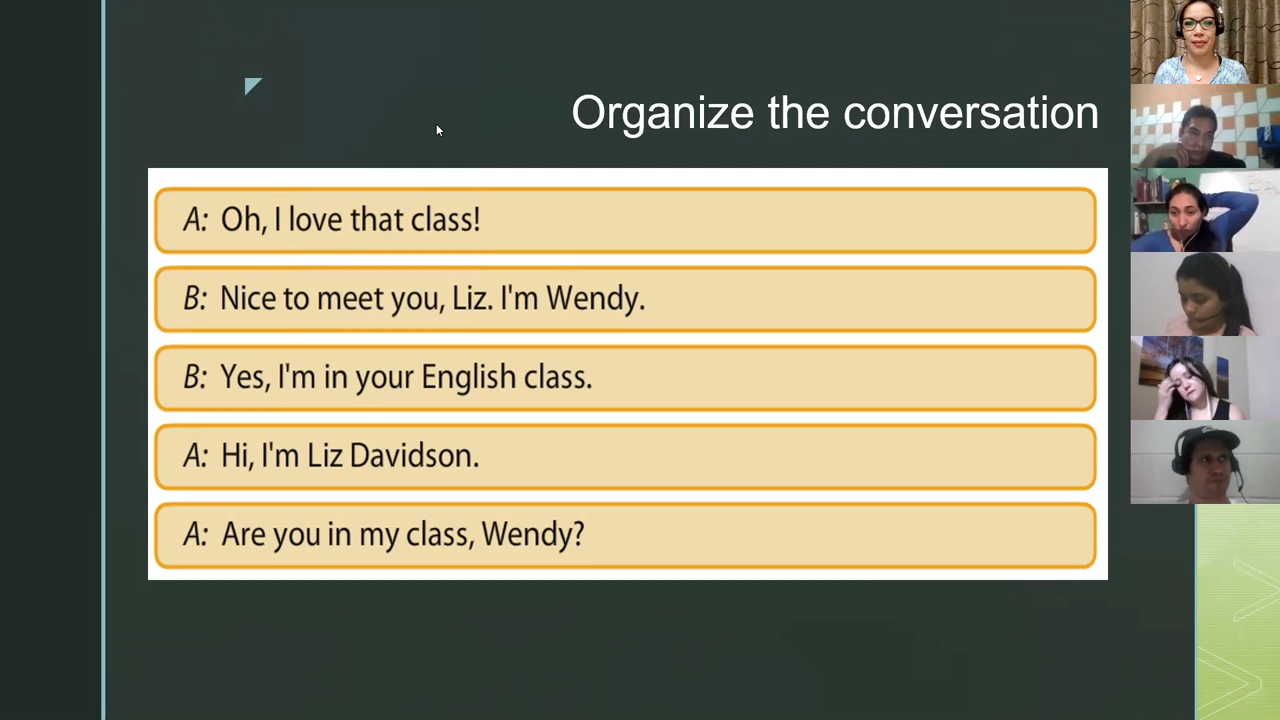 Organize the conversation
A: Oh, I love that class!
B: Nice to meet you, Liz. I'm Wendy.
B: Yes, I'm in your English class.
A: Hi, I'm Liz Davidson.
A: Are you in my class, Wendy?